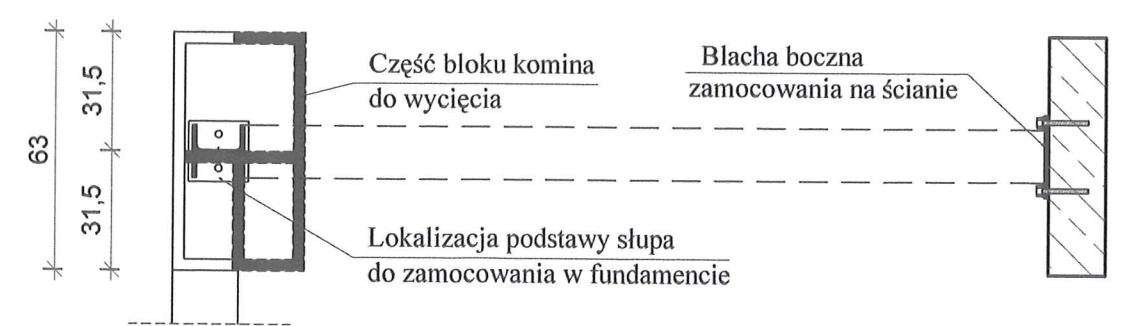 63
31,5
31,5
Część bloku komina
do wycięcia
Blacha boczna
zamocowania na ścianie
Lokalizacja podstawy słupa
do zamocowania w fundamencie